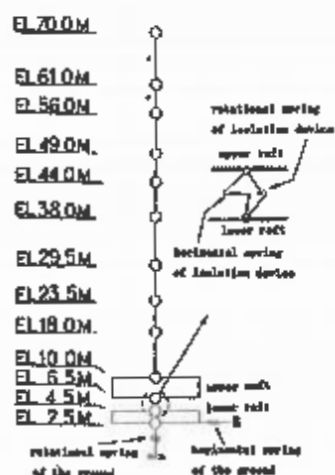 EL.70.0M
EL.61.0M
EL.56.0M
EL.49.0M
EL.44.0M
EL.38.0M
EL.29.5M
EL.23.5M
EL.18.0M
EL.10.0M
EL. 6.5M
EL. 4.5M
EL. 2.5M
rotational spring
of isolation device
upper raft
lower raft
horizontal spring
of isolation device
upper raft
lower raft
rotational spring
of the ground
horizontal spring
of the ground